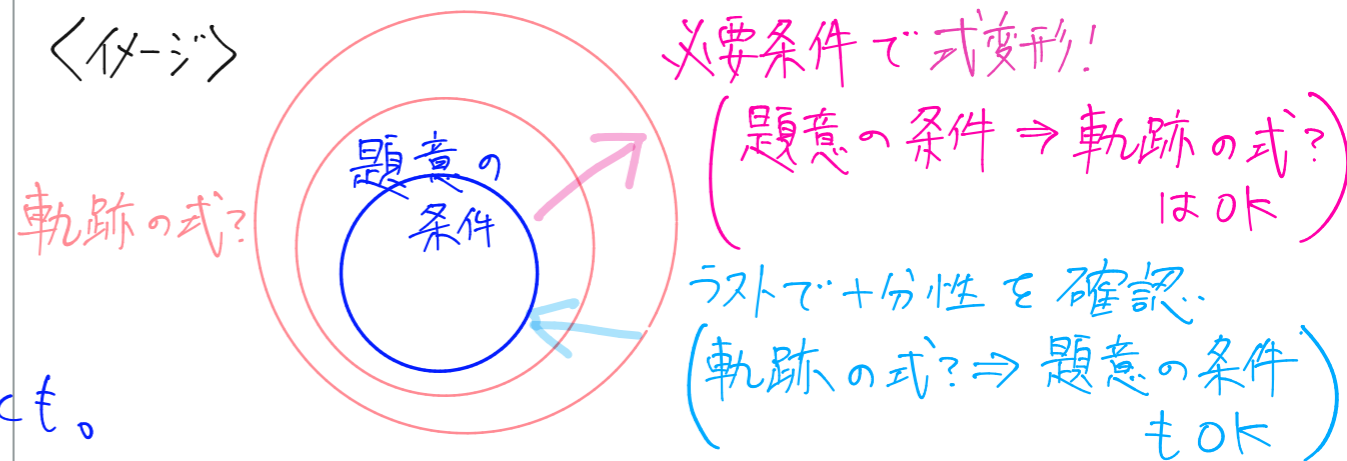 〈イメージ〉
必要条件で式変形!
(題意の条件 ⇒ 軌跡の式?
はOK)
題意の
条件
軌跡の式?
ラストで十分性を確認.
(軌跡の式?⇒ 題意の条件
もOK)
とも。